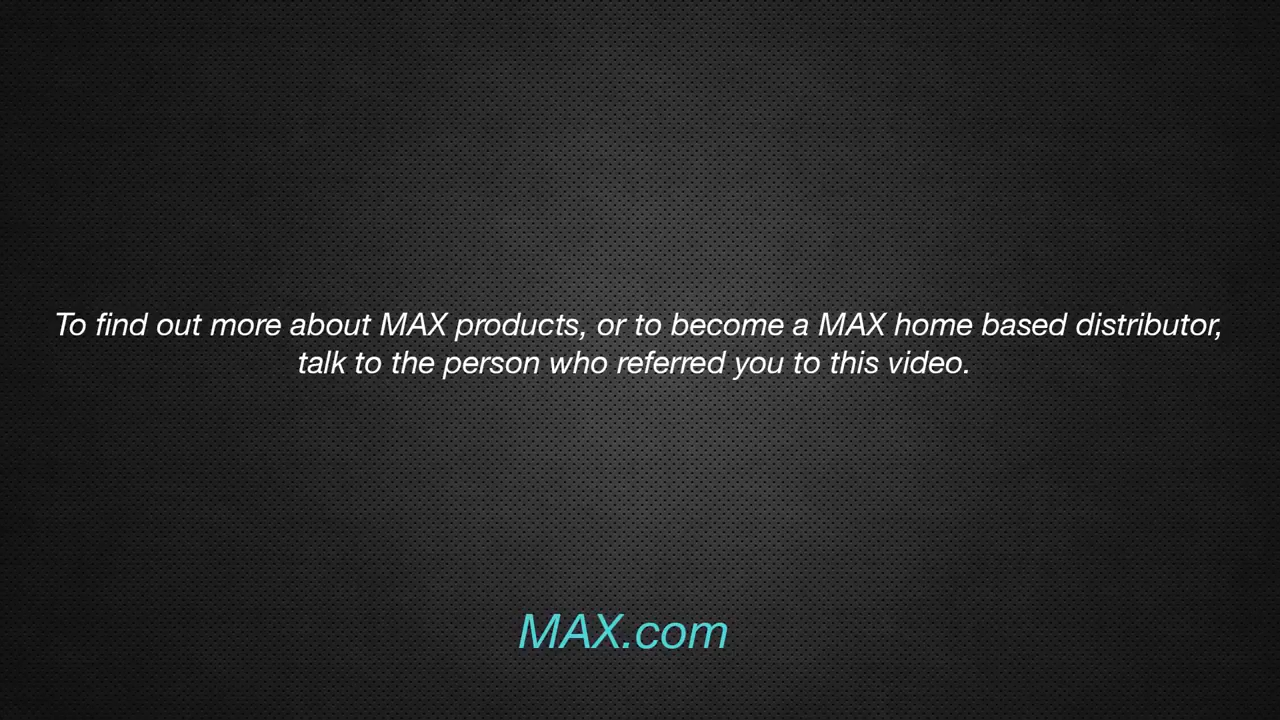 To find out more about MAX products, or to become a MAX home based distributor,
talk to the person who referred you to this video.
MAX.com